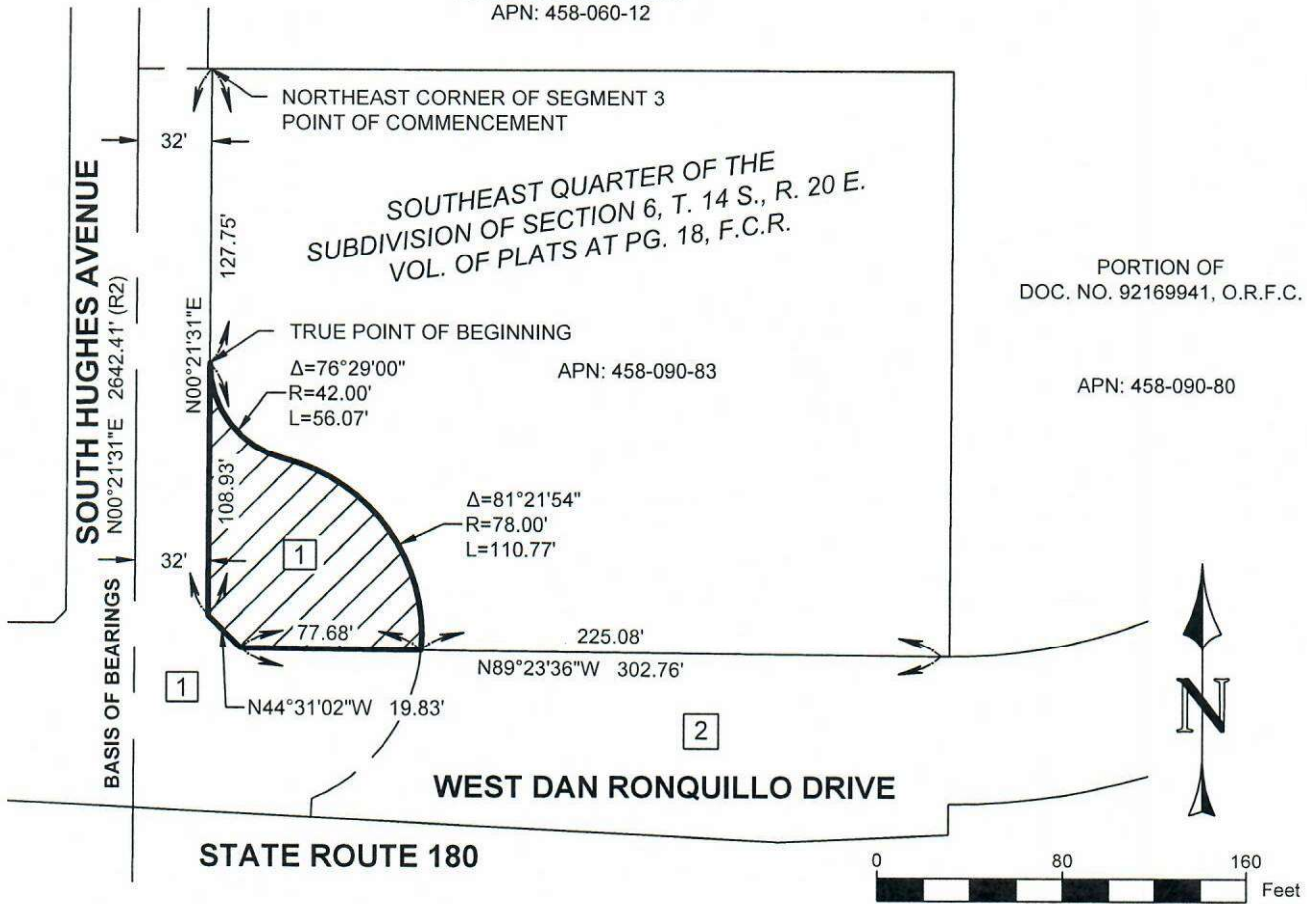 APN: 458-060-12
NORTHEAST CORNER OF SEGMENT 3
POINT OF COMMENCEMENT
32'
SOUTHEAST QUARTER OF THE
SUBDIVISION OF SECTION 6, T. 14 S., R. 20 E.
VOL. OF PLATS AT PG. 18, F.C.R.
SOUTH HUGHES AVENUE
N00°21'31"E 2642.41' (R2)
127.75'
N00°21'31"E
PORTION OF
DOC. NO. 92169941, O.R.F.C.
TRUE POINT OF BEGINNING
Δ=76°29'00"
R=42.00'
L=56.07'
APN: 458-090-83
APN: 458-090-80
108.93'
Δ=81°21'54"
R=78.00'
L=110.77'
1
32'
BASIS OF BEARINGS
77.68'
225.08'
N89°23'36"W 302.76'
1
N44°31'02"W 19.83'
2
N
WEST DAN RONQUILLO DRIVE
STATE ROUTE 180
0 80 160
Feet